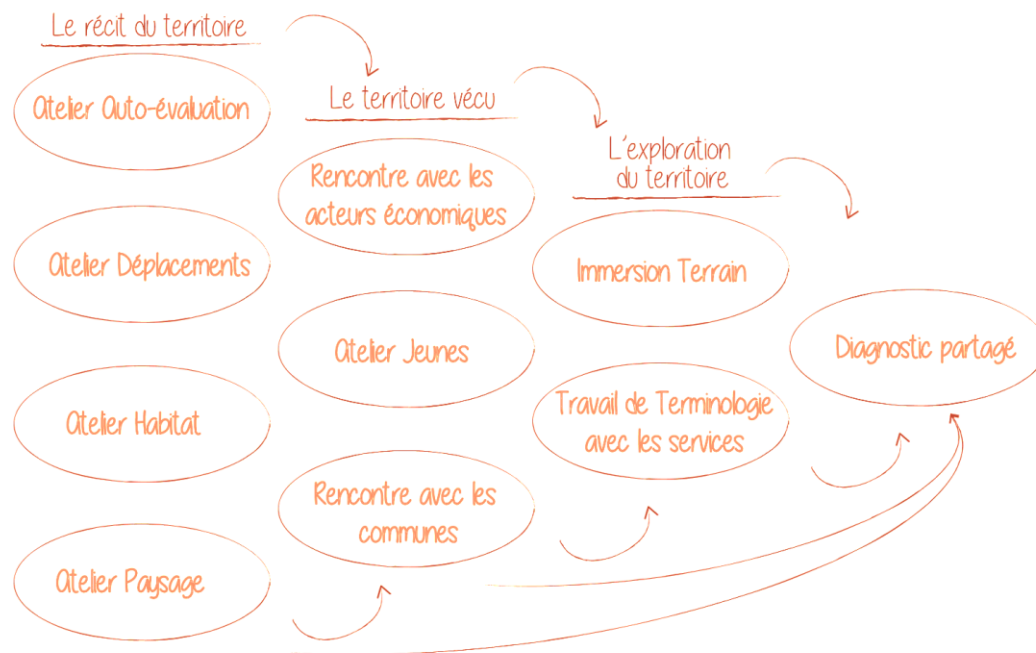 Le récit du territoire
Atelier Auto-évaluation
Atelier Déplacements
Atelier Habitat
Atelier Paysage
Le territoire vécu
Rencontre avec les
acteurs économiques
Atelier Jeunes
Rencontre avec les
communes
L'exploration
du territoire
Immersion Terrain
Travail de Terminologie
avec les services
Diagnostic partagé